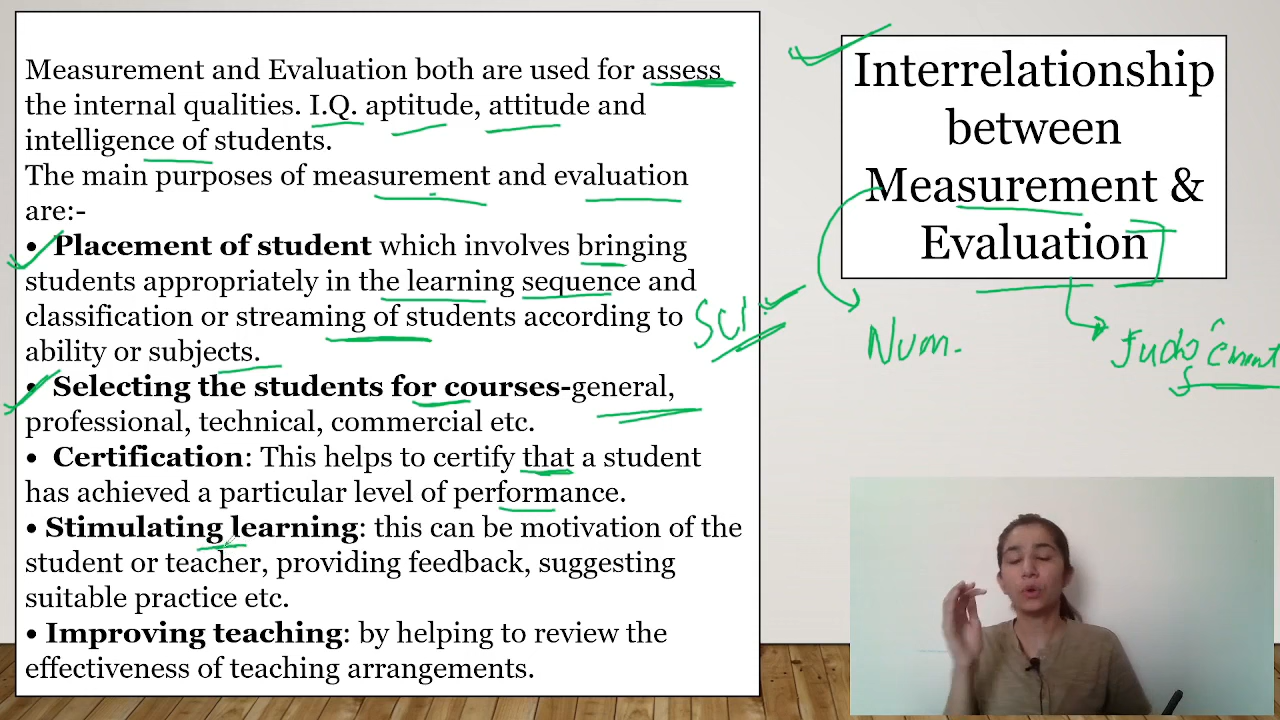 Measurement and Evaluation both are used for assess
the internal qualities. I.Q. aptitude, attitude and
intelligence of students.
The main purposes of measurement and evaluation
are:-
• Placement of student which involves bringing
students appropriately in the learning sequence and
classification or streaming of students according to
ability or subjects.
• Selecting the students for courses-general,
professional, technical, commercial etc.
• Certification: This helps to certify that a student
has achieved a particular level of performance.
• Stimulating learning: this can be motivation of the
student or teacher, providing feedback, suggesting
suitable practice etc.
• Improving teaching: by helping to review the
effectiveness of teaching arrangements.
Interrelationship
between
Measurement &
Evaluation
Sci.
Num.